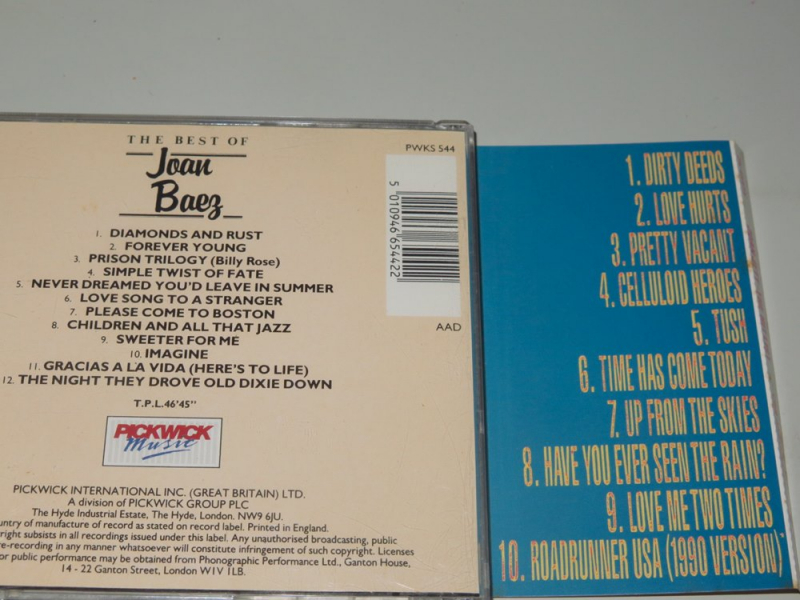 THE BEST OF
Joan
Baez
PWKS 544
5 010946 654422
AAD
1. DIAMONDS AND RUST
2. FOREVER YOUNG
3. PRISON TRILOGY (Billy Rose)
4. SIMPLE TWIST OF FATE
5. NEVER DREAMED YOU'D LEAVE IN SUMMER
6. LOVE SONG TO A STRANGER
7. PLEASE COME TO BOSTON
8. CHILDREN AND ALL THAT JAZZ
9. SWEETER FOR ME
10. IMAGINE
11. GRACIAS A LA VIDA (HERE'S TO LIFE)
12. THE NIGHT THEY DROVE OLD DIXIE DOWN
T.P.L. 46'45"
PICKWICK
Music
PICKWICK INTERNATIONAL INC. (GREAT BRITAIN) LTD.
A division of PICKWICK GROUP PLC
The Hyde Industrial Estate, The Hyde, London. NW9 6JU.
untry of manufacture of record as stated on record label. Printed in England.
right subsists in all recordings issued under this label. Any unauthorised broadcasting, public
re-recording in any manner whatsoever will constitute infringement of such copyright. Licenses
or public performance may be obtained from Phonographic Performance Ltd., Ganton House,
14 - 22 Ganton Street, London W1V 1LB.
1. DIRTY DEEDS
2. LOVE HURTS
3. PRETTY VACANT
4. CELLULOID HEROES
5. TUSH
6. TIME HAS COME TODAY
7. UP FROM THE SKIES
8. HAVE YOU EVER SEEN THE RAIN?
9. LOVE ME TWO TIMES
10. ROADRUNNER USA (1990 VERSION)